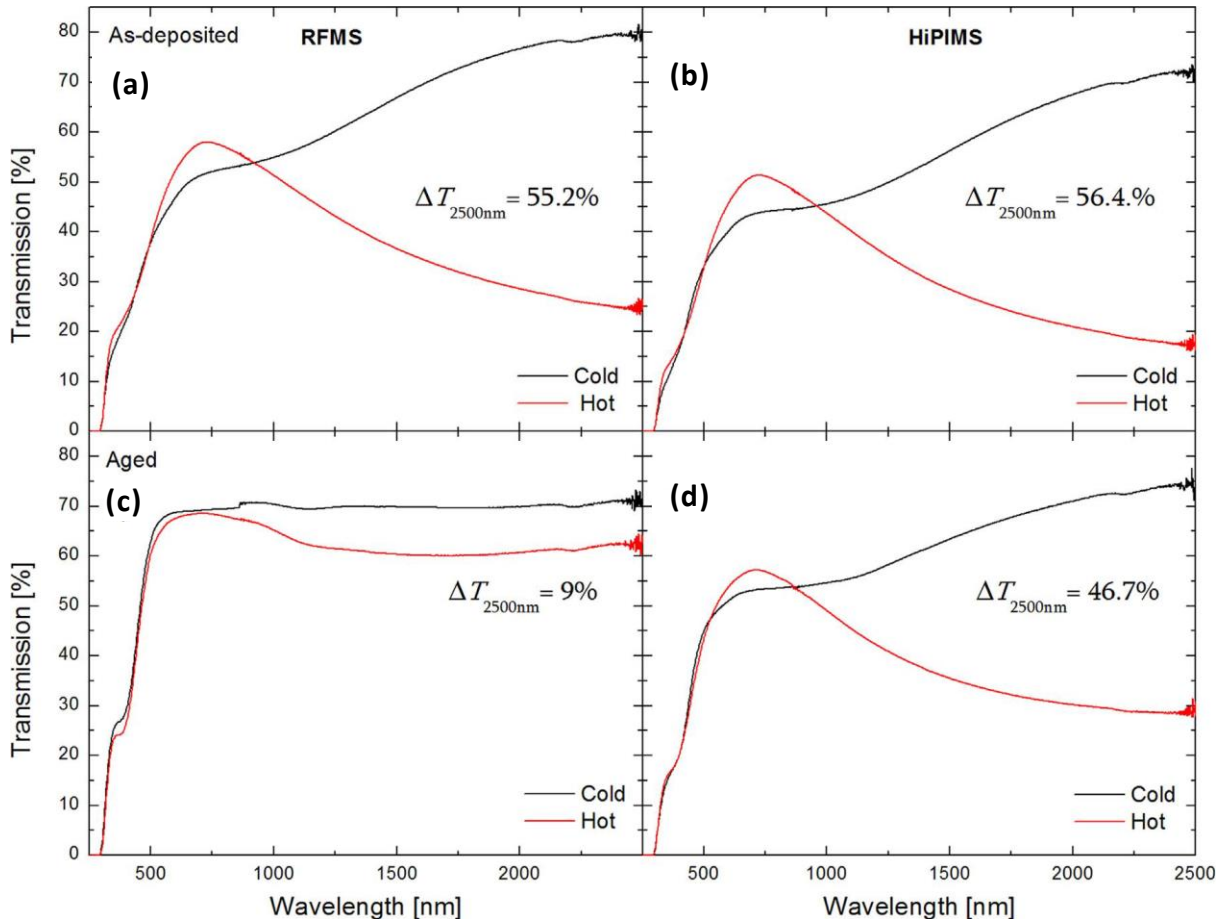 As-deposited RFMS HiPIMS
(a) (b)
Transmission [%]
80
70
60
50
40
30
20
10
0
ΔT2500nm = 55.2%
Cold
Hot
ΔT2500nm = 56.4.%
Cold
Hot
Aged
(c) (d)
Transmission [%]
80
70
60
50
40
30
20
10
0
ΔT2500nm = 9%
Cold
Hot
ΔT2500nm = 46.7%
Cold
Hot
500 1000 1500 2000 500 1000 1500 2000 2500
Wavelength [nm] Wavelength [nm]